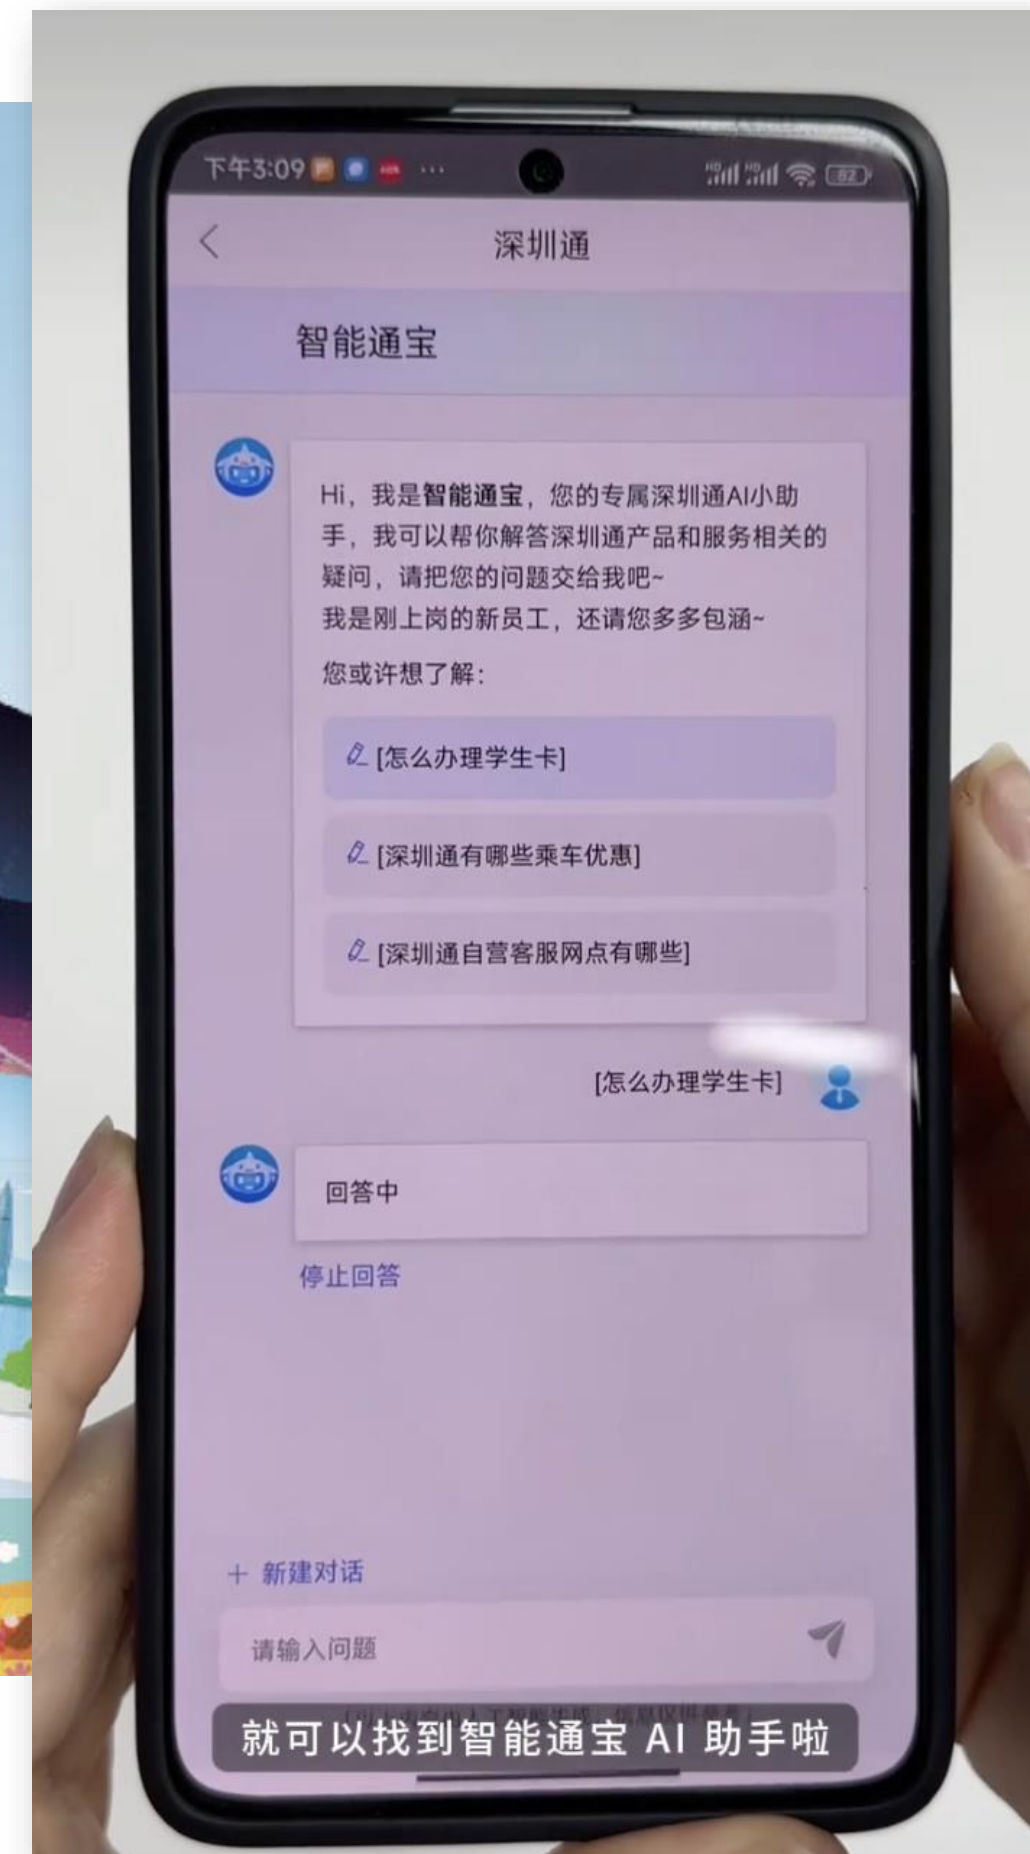 下午3:09
82
深圳通
智能通宝
Hi，我是智能通宝，您的专属深圳通AI小助
手，我可以帮你解答深圳通产品和服务相关的
疑问，请把您的问题交给我吧~
我是刚上岗的新员工，还请您多多包涵~
您或许想了解：
[怎么办理学生卡]
[深圳通有哪些乘车优惠]
[深圳通自营客服网点有哪些]
[怎么办理学生卡]
回答中
停止回答
+ 新建对话
请输入问题
就可以找到智能通宝 AI 助手啦